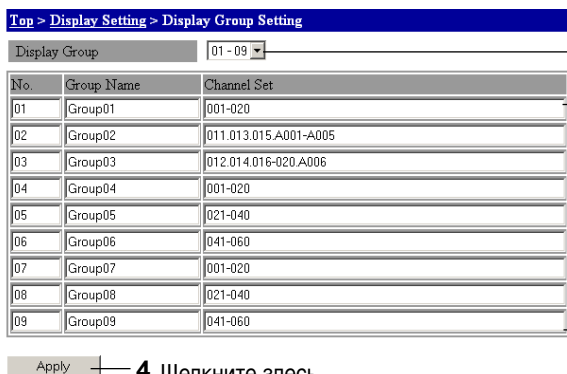 Top > Display Setting > Display Group Setting
Display Group 01 - 09
No. Group Name Channel Set
01 Group01 001-020
02 Group02 011.013.015.A001-A005
03 Group03 012.014.016-020.A006
04 Group04 001-020
05 Group05 021-040
06 Group06 041-060
07 Group07 001-020
08 Group08 021-040
09 Group09 041-060
Apply 4 Щелкните здесь